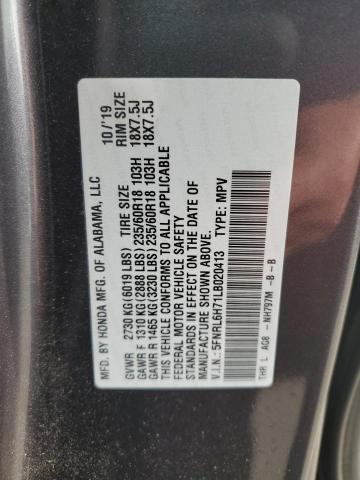 MFD. BY HONDA MFG. OF ALABAMA, LLC 10/'19
TIRE SIZE RIM SIZE
GVWR 2730 KG(6019 LBS)
GAWR F 1310 KG(2888 LBS)235/60R18 103H 18X7.5J
GAWR R 1465 KG(3230 LBS)235/60R18 103H 18X7.5J
THIS VEHICLE CONFORMS TO ALL APPLICABLE
FEDERAL MOTOR VEHICLE SAFETY
STANDARDS IN EFFECT ON THE DATE OF
MANUFACTURE SHOWN ABOVE.
V.I.N.: 5FNRL6H71LB020413 TYPE: MPV
THR L AG8 - NH797M -B - B